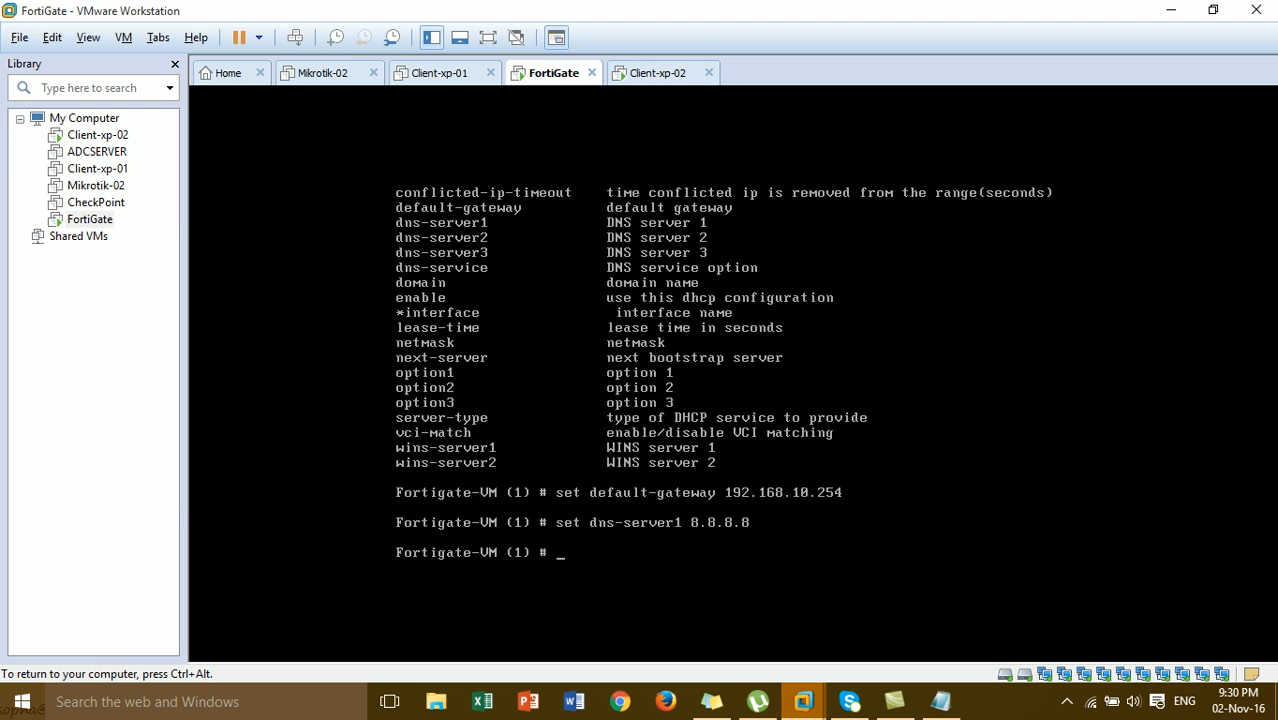 FortiGate - VMware Workstation
File Edit View VM Tabs Help
Library
Type here to search
My Computer
Client-xp-02
ADCSERVER
Client-xp-01
Mikrotik-02
CheckPoint
FortiGate
Shared VMs
Home Mikrotik-02 Client-xp-01 FortiGate Client-xp-02
conflicted-ip-timeout time conflicted ip is removed from the range(seconds)
default-gateway default gateway
dns-server1 DNS server 1
dns-server2 DNS server 2
dns-server3 DNS server 3
dns-service DNS service option
domain domain name
enable use this dhcp configuration
*interface interface name
lease-time lease time in seconds
netmask netmask
next-server next bootstrap server
option1 option 1
option2 option 2
option3 option 3
server-type type of DHCP service to provide
vci-match enable/disable VCI matching
wins-server1 WINS server 1
wins-server2 WINS server 2
Fortigate-VM (1) # set default-gateway 192.168.10.254
Fortigate-VM (1) # set dns-server1 8.8.8.8
Fortigate-VM (1) # _
To return to your computer, press Ctrl+Alt.
Search the web and Windows
ENG
9:30 PM
02-Nov-16